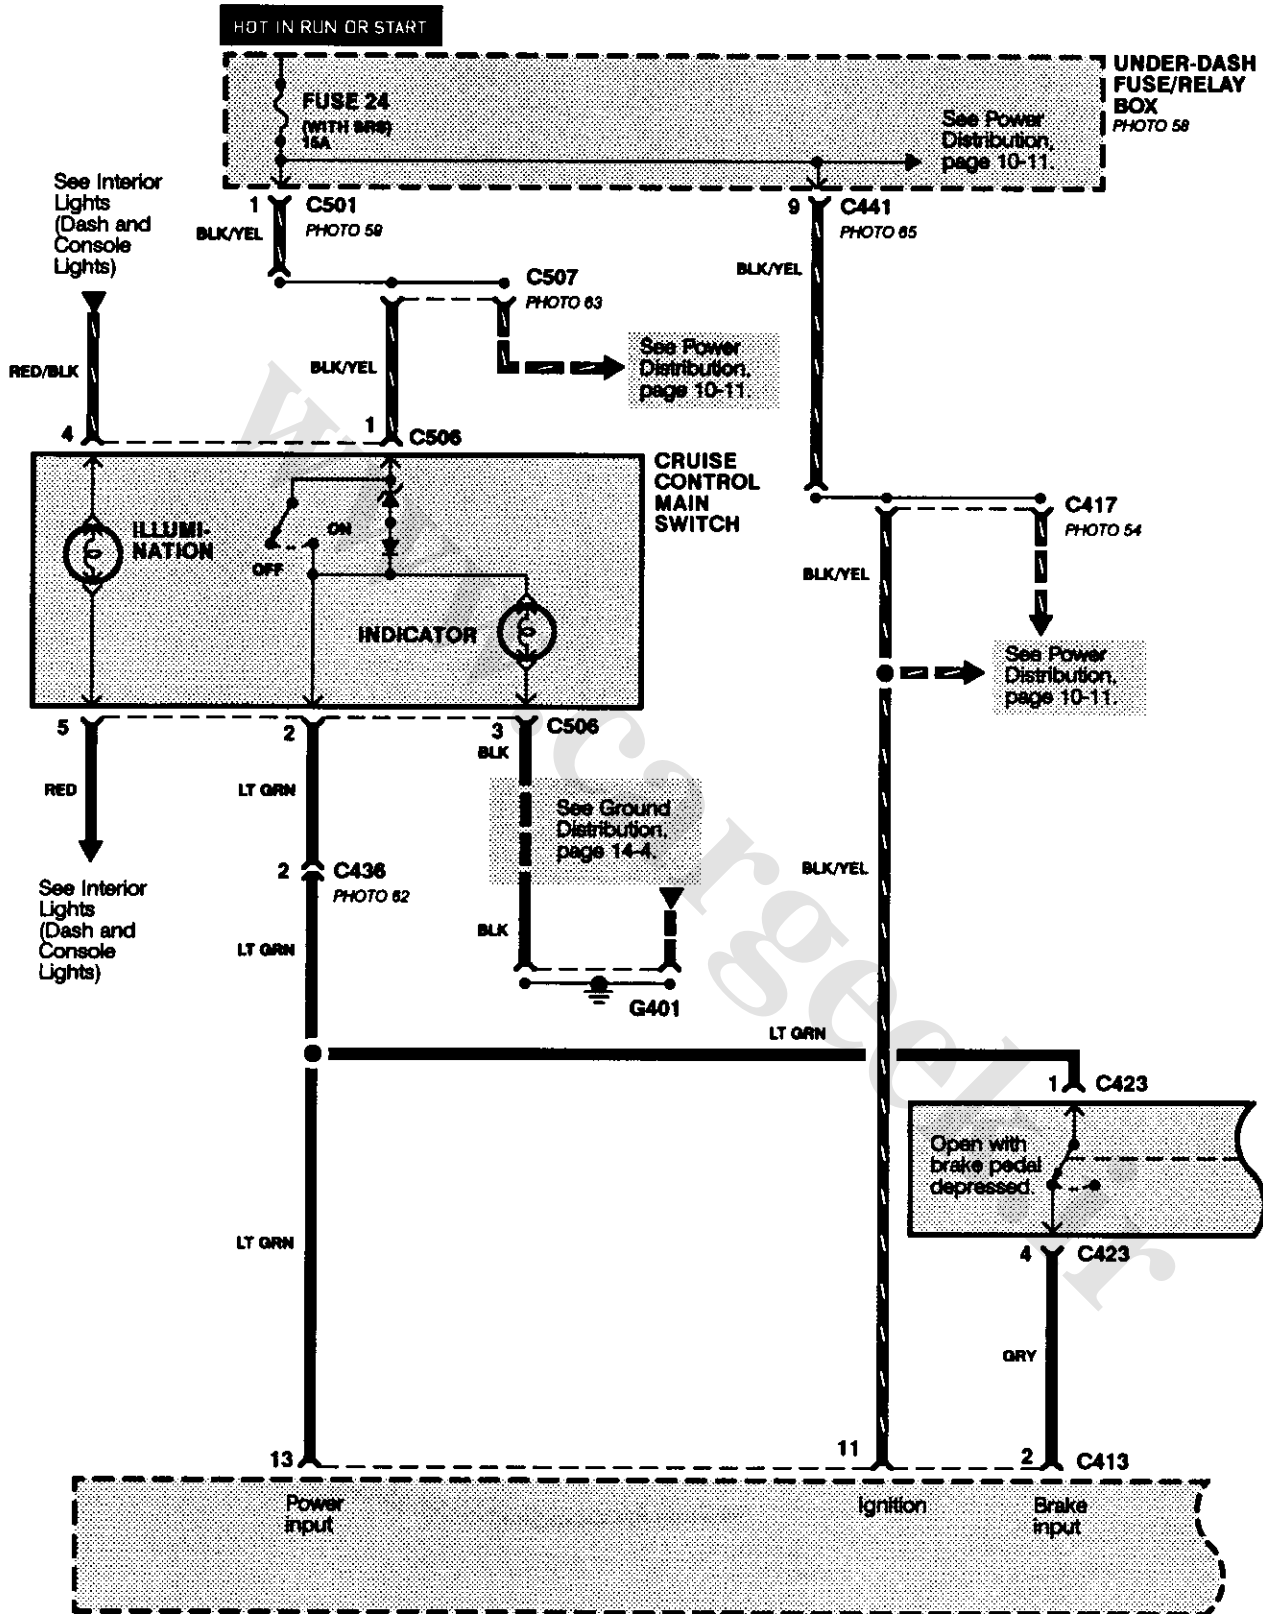 HOT IN RUN OR START
UNDER-DASH
FUSE/RELAY
BOX
PHOTO 58
FUSE 24
(WITH SRS)
15A
See Power
Distribution,
page 10-11.
See Interior
Lights
(Dash and
Console
Lights)
1
C501
PHOTO 59
BLK/YEL
9
C441
PHOTO 65
BLK/YEL
C507
PHOTO 63
RED/BLK
BLK/YEL
See Power
Distribution,
page 10-11.
4
1
C506
CRUISE
CONTROL
MAIN
SWITCH
ILLUMI-
NATION
ON
OFF
INDICATOR
C417
PHOTO 54
BLK/YEL
See Power
Distribution,
page 10-11.
5
2
3
C506
BLK
RED
LT GRN
See Ground
Distribution,
page 14-4.
2
C436
PHOTO 62
BLK/YEL
See Interior
Lights
(Dash and
Console
Lights)
LT GRN
BLK
G401
LT GRN
1
C423
Open with
brake pedal
depressed.
LT GRN
4
C423
GRY
13
11
2
C413
Power
input
Ignition
Brake
input
www.cargeek.ir